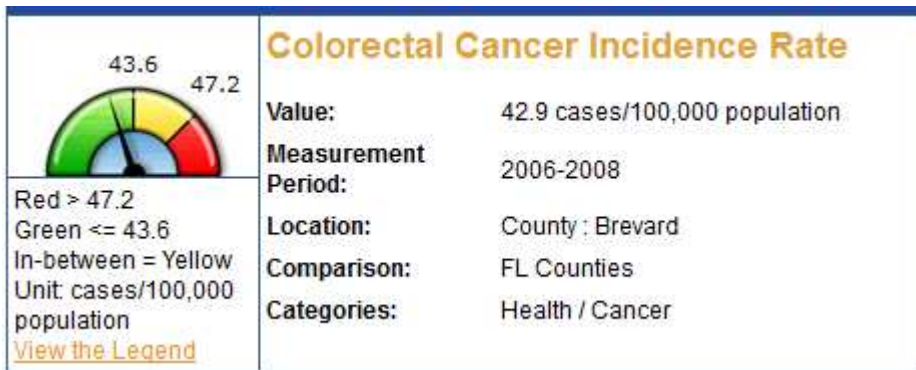 43.6
47.2
Red > 47.2
Green <= 43.6
In-between = Yellow
Unit: cases/100,000
population
View the Legend
Colorectal Cancer Incidence Rate
Value: 42.9 cases/100,000 population
Measurement
Period: 2006-2008
Location: County : Brevard
Comparison: FL Counties
Categories: Health / Cancer